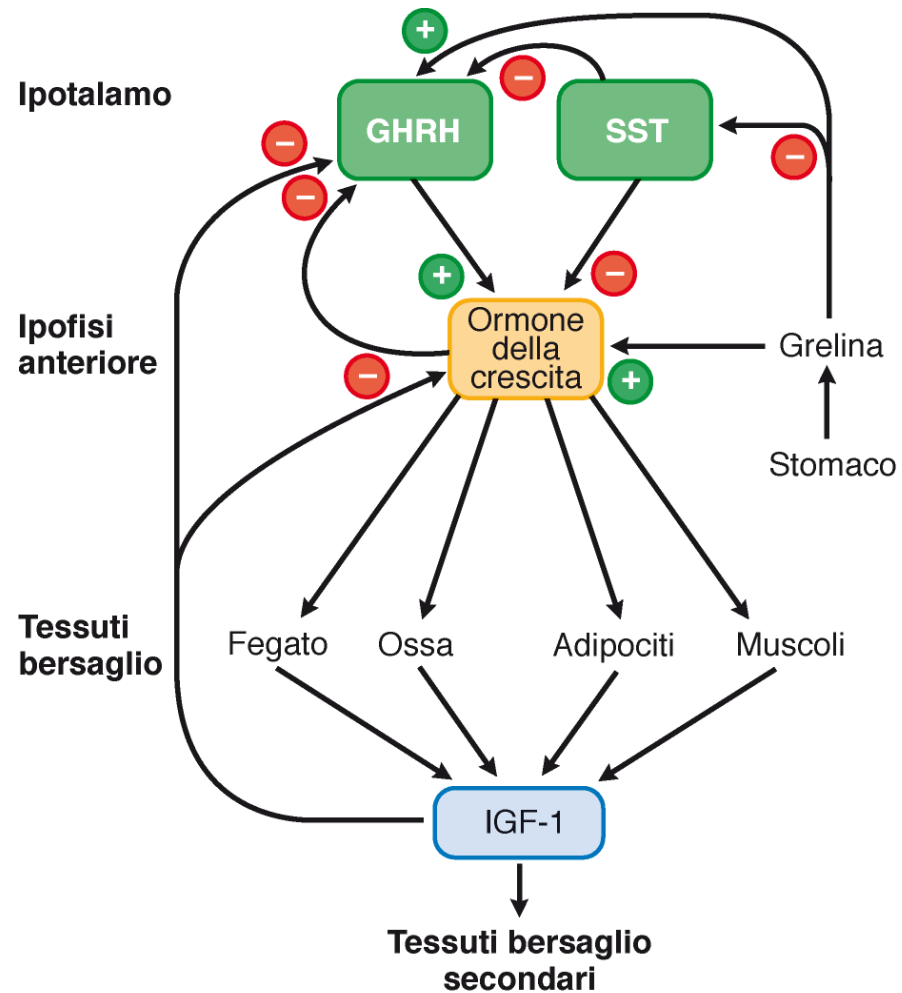 +
−
Ipotalamo
GHRH
SST
−
−
−
+
−
Ipofisi
anteriore
Ormone
della
crescita
Grelina
−
+
Stomaco
Tessuti
bersaglio
Fegato
Ossa
Adipociti
Muscoli
IGF-1
Tessuti bersaglio
secondari